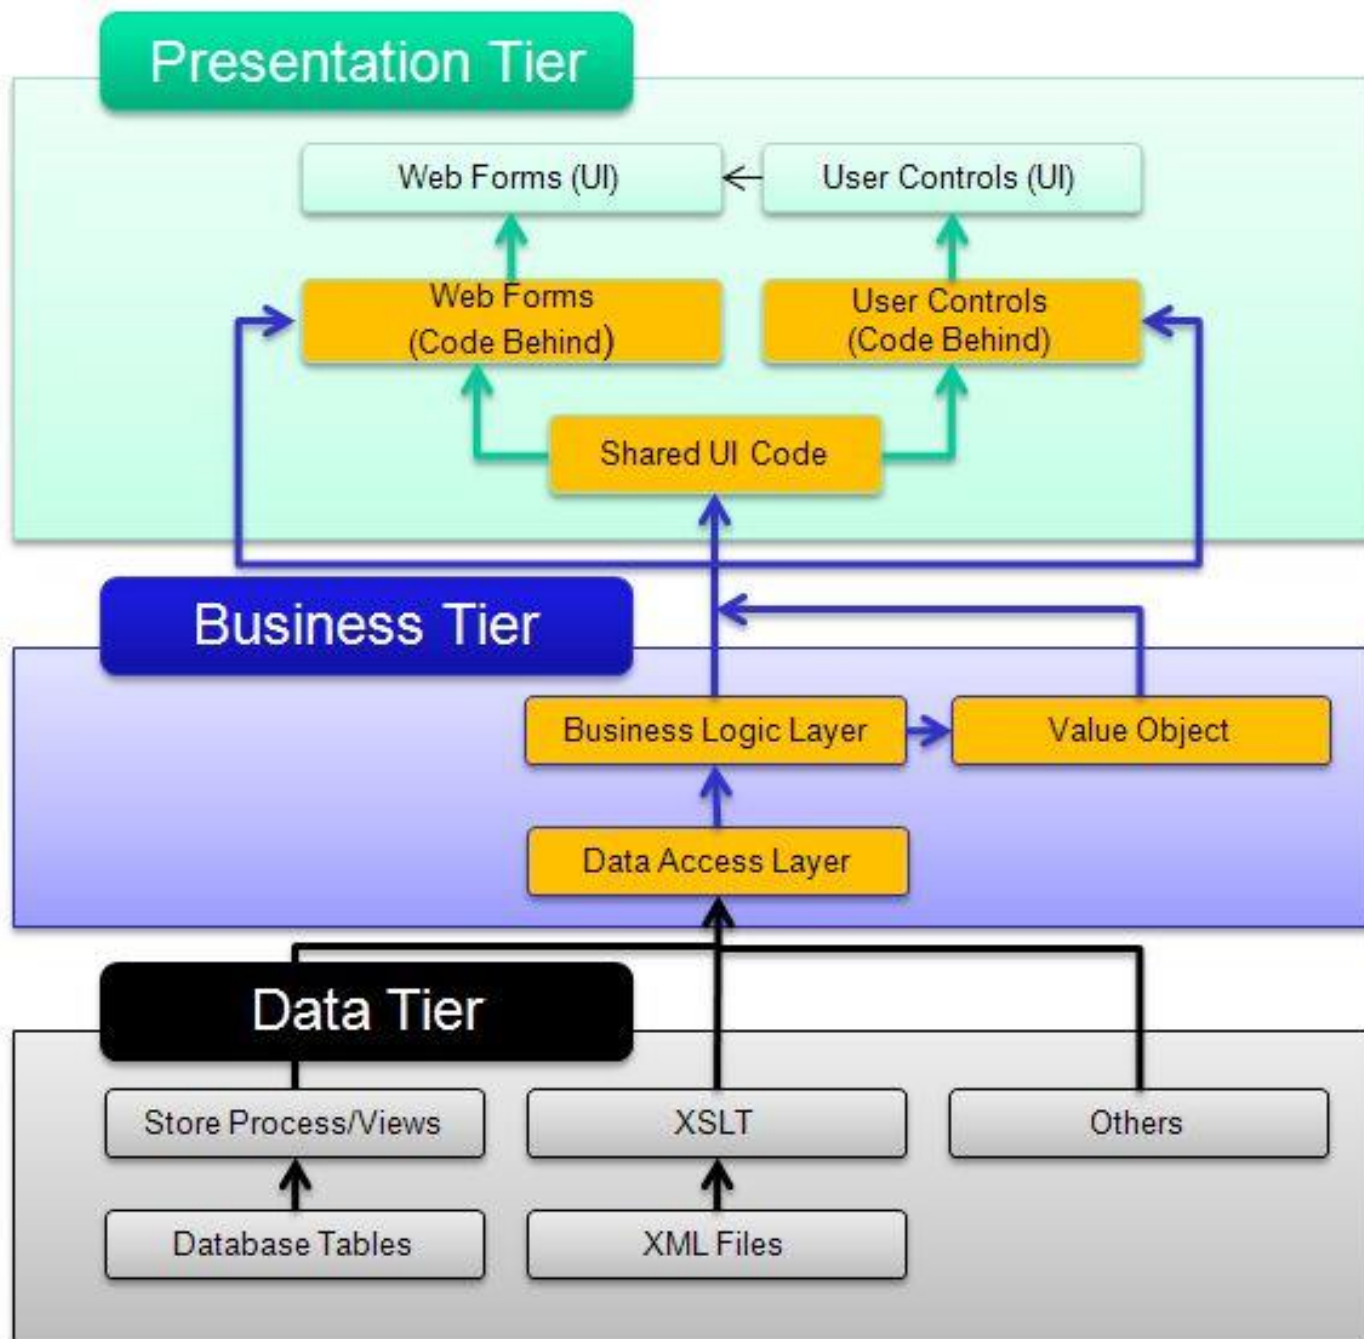 Presentation Tier
Web Forms (UI)
User Controls (UI)
Web Forms
(Code Behind)
User Controls
(Code Behind)
Shared UI Code
Business Tier
Business Logic Layer
Value Object
Data Access Layer
Data Tier
Store Process/Views
XSLT
Others
Database Tables
XML Files